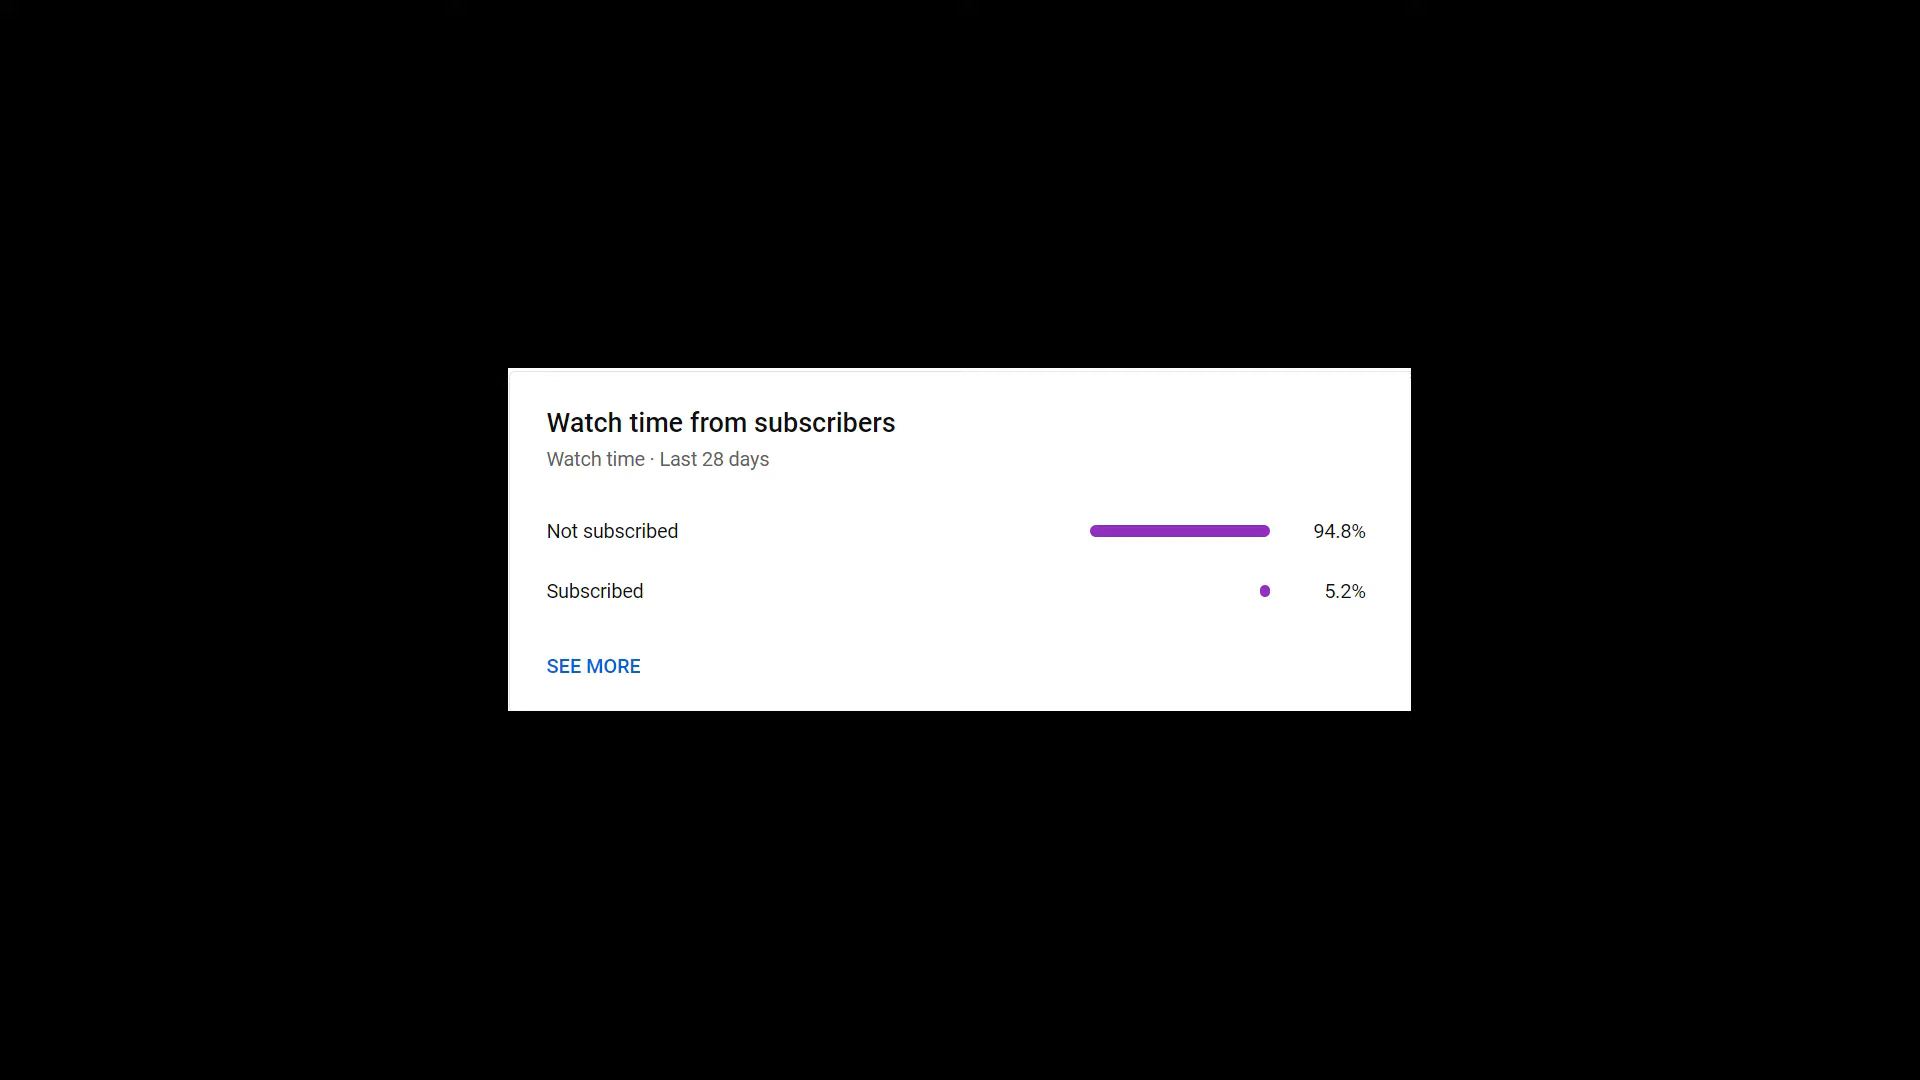 Watch time from subscribers
Watch time · Last 28 days
Not subscribed 94.8%
Subscribed 5.2%
SEE MORE